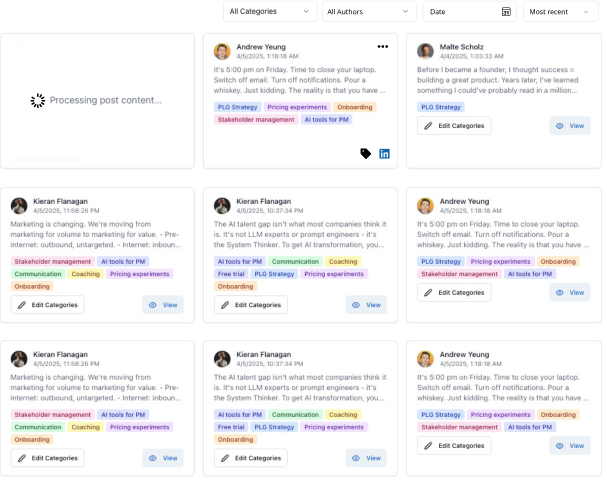 All Categories
All Authors
Date
Most recent
Processing post content...
Andrew Yeung
4/5/2025, 1:18:18 AM
It's 5:00 pm on Friday. Time to close your laptop.
Switch off email. Turn off notifications. Pour a
whiskey. Just kidding. The reality is that you have ...
PLG Strategy Pricing experiments Onboarding
Stakeholder management AI tools for PM
Malte Scholz
4/4/2025, 1:03:33 AM
Before I became a founder, I thought success =
building a great product. Years later, I've learned
something I could've probably read in a million...
PLG Strategy
Edit Categories
View
Kieran Flanagan
4/5/2025, 11:58:26 PM
Marketing is changing. We're moving from
marketing for volume to marketing for value. - Pre-
internet: outbound, untargeted. - Internet: inboun...
Stakeholder management AI tools for PM
Communication Coaching Pricing experiments
Onboarding
Edit Categories
View
Kieran Flanagan
4/5/2025, 10:37:34 PM
The AI talent gap isn't what most companies think it
is. It's not LLM experts or prompt engineers - it's
the System Thinker. To get AI transformation, you...
AI tools for PM Communication Coaching
Free trial PLG Strategy Pricing experiments
Onboarding
Edit Categories
View
Andrew Yeung
4/5/2025, 1:18:18 AM
It's 5:00 pm on Friday. Time to close your laptop.
Switch off email. Turn off notifications. Pour a
whiskey. Just kidding. The reality is that you have ...
PLG Strategy Pricing experiments Onboarding
Stakeholder management AI tools for PM
Edit Categories
View
Kieran Flanagan
4/5/2025, 11:58:26 PM
Marketing is changing. We're moving from
marketing for volume to marketing for value. - Pre-
internet: outbound, untargeted. - Internet: inboun...
Stakeholder management AI tools for PM
Communication Coaching Pricing experiments
Onboarding
Edit Categories
View
Kieran Flanagan
4/5/2025, 10:37:34 PM
The AI talent gap isn't what most companies think it
is. It's not LLM experts or prompt engineers - it's
the System Thinker. To get AI transformation, you...
AI tools for PM Communication Coaching
Free trial PLG Strategy Pricing experiments
Onboarding
Edit Categories
View
Andrew Yeung
4/5/2025, 1:18:18 AM
It's 5:00 pm on Friday. Time to close your laptop.
Switch off email. Turn off notifications. Pour a
whiskey. Just kidding. The reality is that you have ...
PLG Strategy Pricing experiments Onboarding
Stakeholder management AI tools for PM
Edit Categories
View